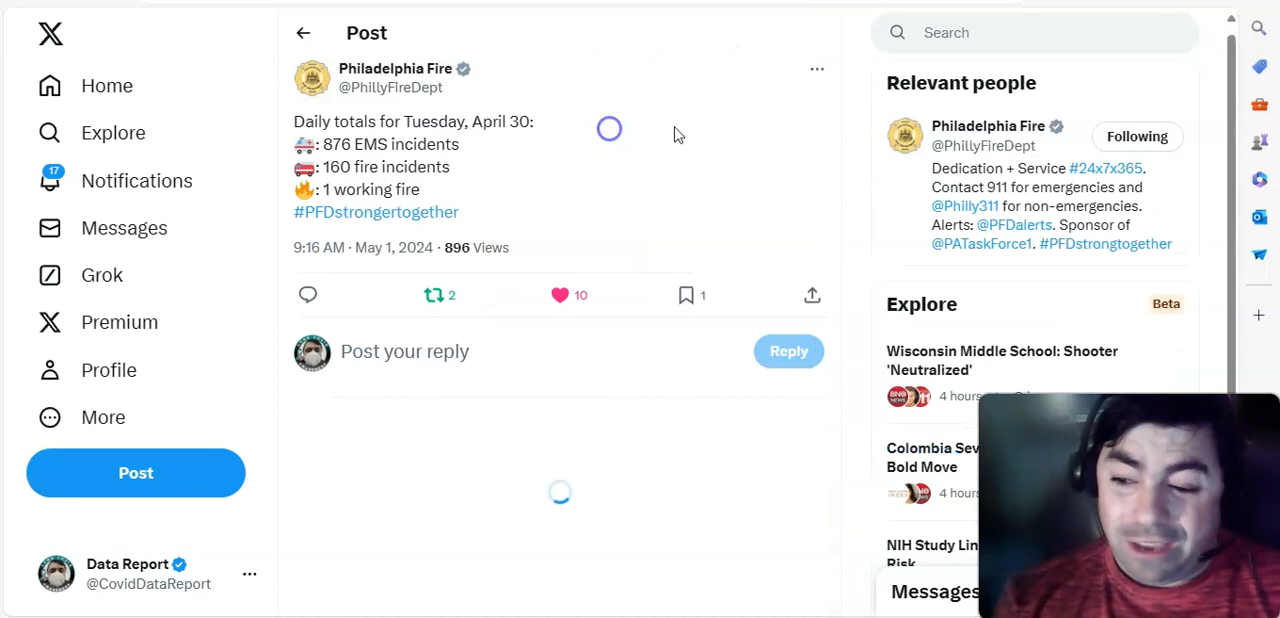 Home
Explore
17
Notifications
Messages
Grok
Premium
Profile
More
Post
Data Report
@CovidDataReport
Post
Philadelphia Fire
@PhillyFireDept
Daily totals for Tuesday, April 30:
🚑: 876 EMS incidents
🚒: 160 fire incidents
🔥: 1 working fire
#PFDstrongertogether
9:16 AM · May 1, 2024 · 896 Views
2
10
1
Post your reply
Reply
Search
Relevant people
Philadelphia Fire
@PhillyFireDept
Following
Dedication + Service #24x7x365.
Contact 911 for emergencies and
@Philly311 for non-emergencies.
Alerts: @PFDalerts. Sponsor of
@PATaskForce1. #PFDstrongtogether
Explore
Beta
Wisconsin Middle School: Shooter
'Neutralized'
4 hours
Colombia Sev
Bold Move
4 hours
NIH Study Lin
Risk
Messages